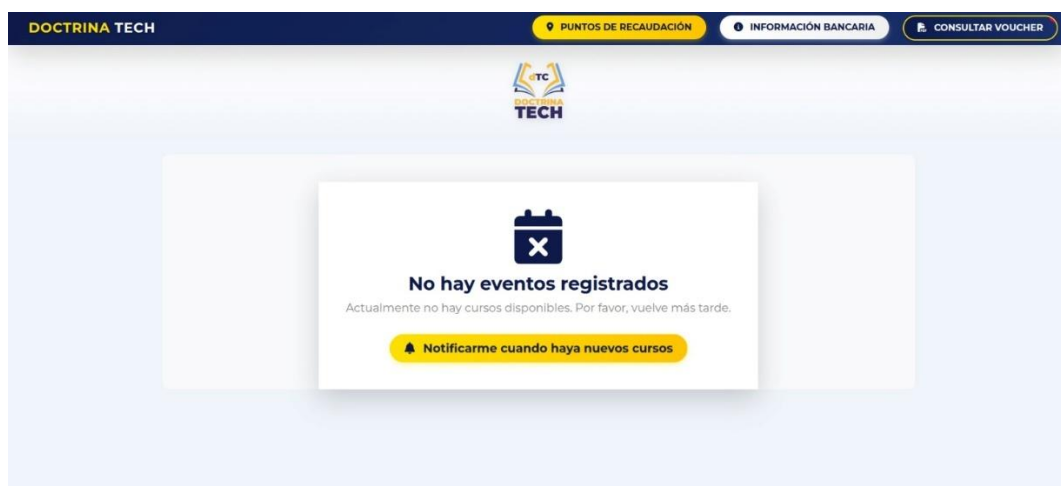 DOCTRINA TECH
PUNTOS DE RECAUDACIÓN
INFORMACIÓN BANCARIA
CONSULTAR VOUCHER
dTC
DOCTRINA
TECH
No hay eventos registrados
Actualmente no hay cursos disponibles. Por favor, vuelve más tarde.
Notificarme cuando haya nuevos cursos